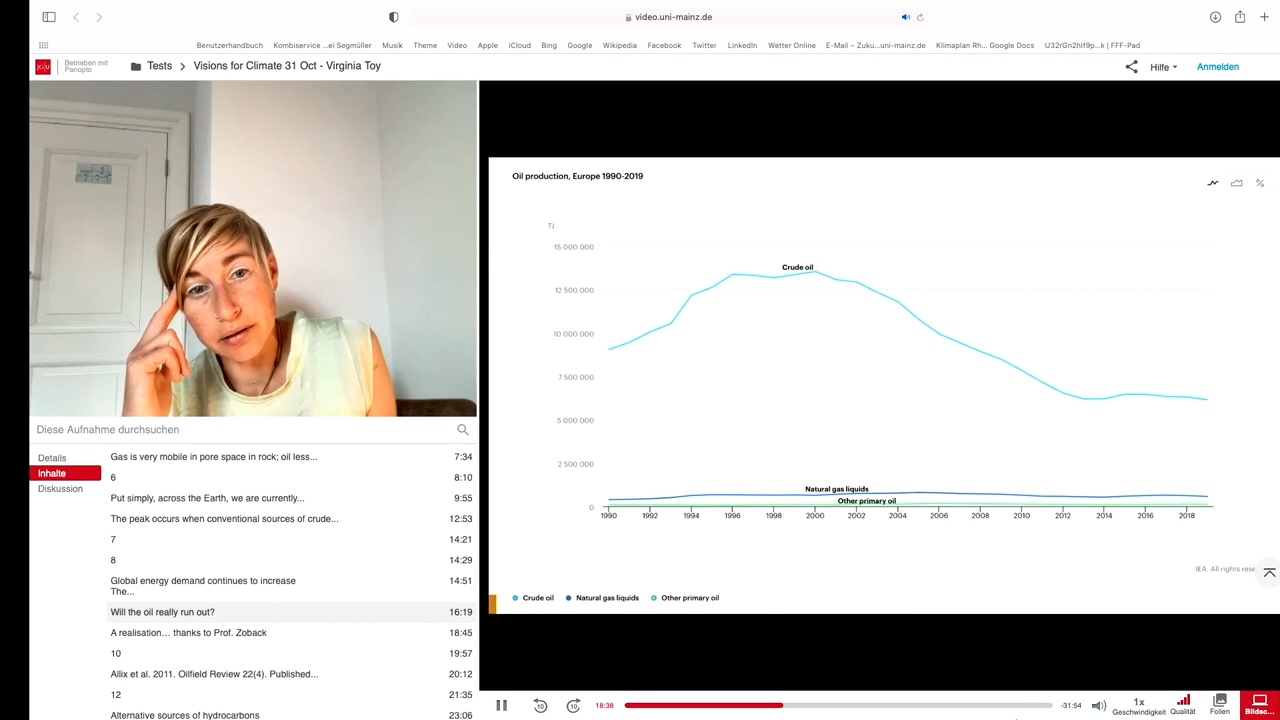 video.uni-mainz.de
Benutzerhandbuch Kombiservice ...ei Segmüller Musik Theme Video Apple iCloud Bing Google Wikipedia Facebook Twitter LinkedIn Wetter Online E-Mail – Zuku...uni-mainz.de Klimaplan Rh... Google Docs U32rGn2hIf9p...k | FFF-Pad
JGU
Betrieben mit
Panopto
Tests
Visions for Climate 31 Oct - Virginia Toy
Hilfe
Anmelden
Diese Aufnahme durchsuchen
Details
Inhalte
Diskussion
Gas is very mobile in pore space in rock; oil less... 7:34
6 8:10
Put simply, across the Earth, we are currently... 9:55
The peak occurs when conventional sources of crude... 12:53
7 14:21
8 14:29
Global energy demand continues to increase 14:51
The...
Will the oil really run out? 16:19
A realisation… thanks to Prof. Zoback 18:45
10 19:57
Allix et al. 2011. Oilfield Review 22(4). Published... 20:12
12 21:35
Alternative sources of hydrocarbons 23:06
Oil production, Europe 1990-2019
%
TJ
15 000 000
12 500 000
10 000 000
7 500 000
5 000 000
2 500 000
0
Crude oil
Natural gas liquids
Other primary oil
1990 1992 1994 1996 1998 2000 2002 2004 2006 2008 2010 2012 2014 2016 2018
IEA. All rights rese
Crude oil Natural gas liquids Other primary oil
10
10
18:38
-31:54
1x
Geschwindigkeit
Qualität
Folien
Bildsc...